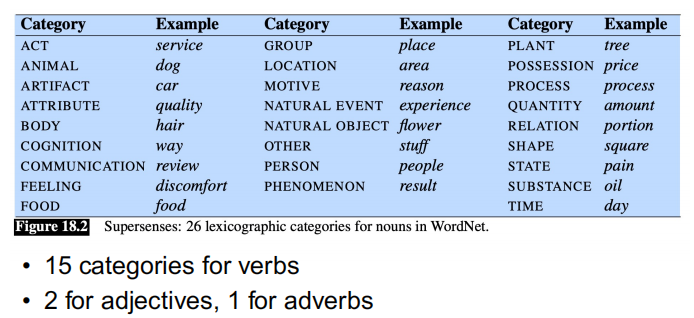 Category Example Category Example Category Example
ACT service GROUP place PLANT tree
ANIMAL dog LOCATION area POSSESSION price
ARTIFACT car MOTIVE reason PROCESS process
ATTRIBUTE quality NATURAL EVENT experience QUANTITY amount
BODY hair NATURAL OBJECT flower RELATION portion
COGNITION way OTHER stuff SHAPE square
COMMUNICATION review PERSON people STATE pain
FEELING discomfort PHENOMENON result SUBSTANCE oil
FOOD food TIME day
Figure 18.2 Supersenses: 26 lexicographic categories for nouns in WordNet.
• 15 categories for verbs
• 2 for adjectives, 1 for adverbs